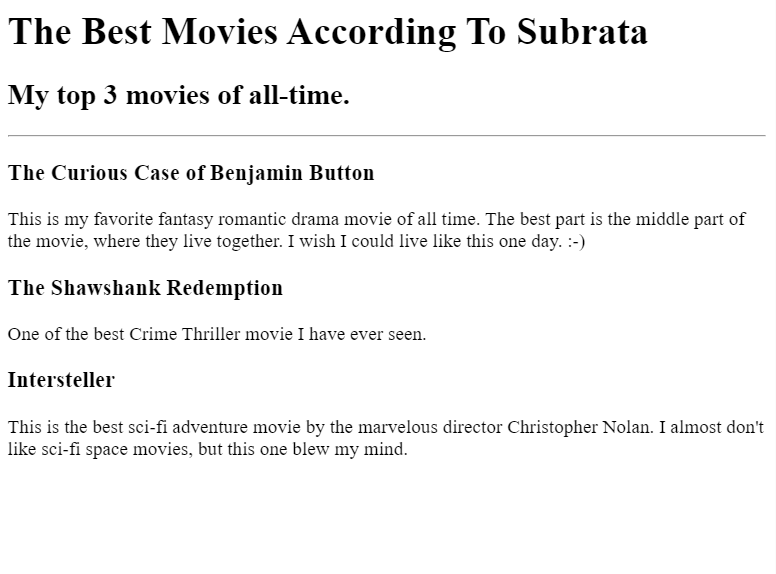 The Best Movies According To Subrata
My top 3 movies of all-time.
The Curious Case of Benjamin Button
This is my favorite fantasy romantic drama movie of all time. The best part is the middle part of
the movie, where they live together. I wish I could live like this one day. :-)
The Shawshank Redemption
One of the best Crime Thriller movie I have ever seen.
Intersteller
This is the best sci-fi adventure movie by the marvelous director Christopher Nolan. I almost don't
like sci-fi space movies, but this one blew my mind.